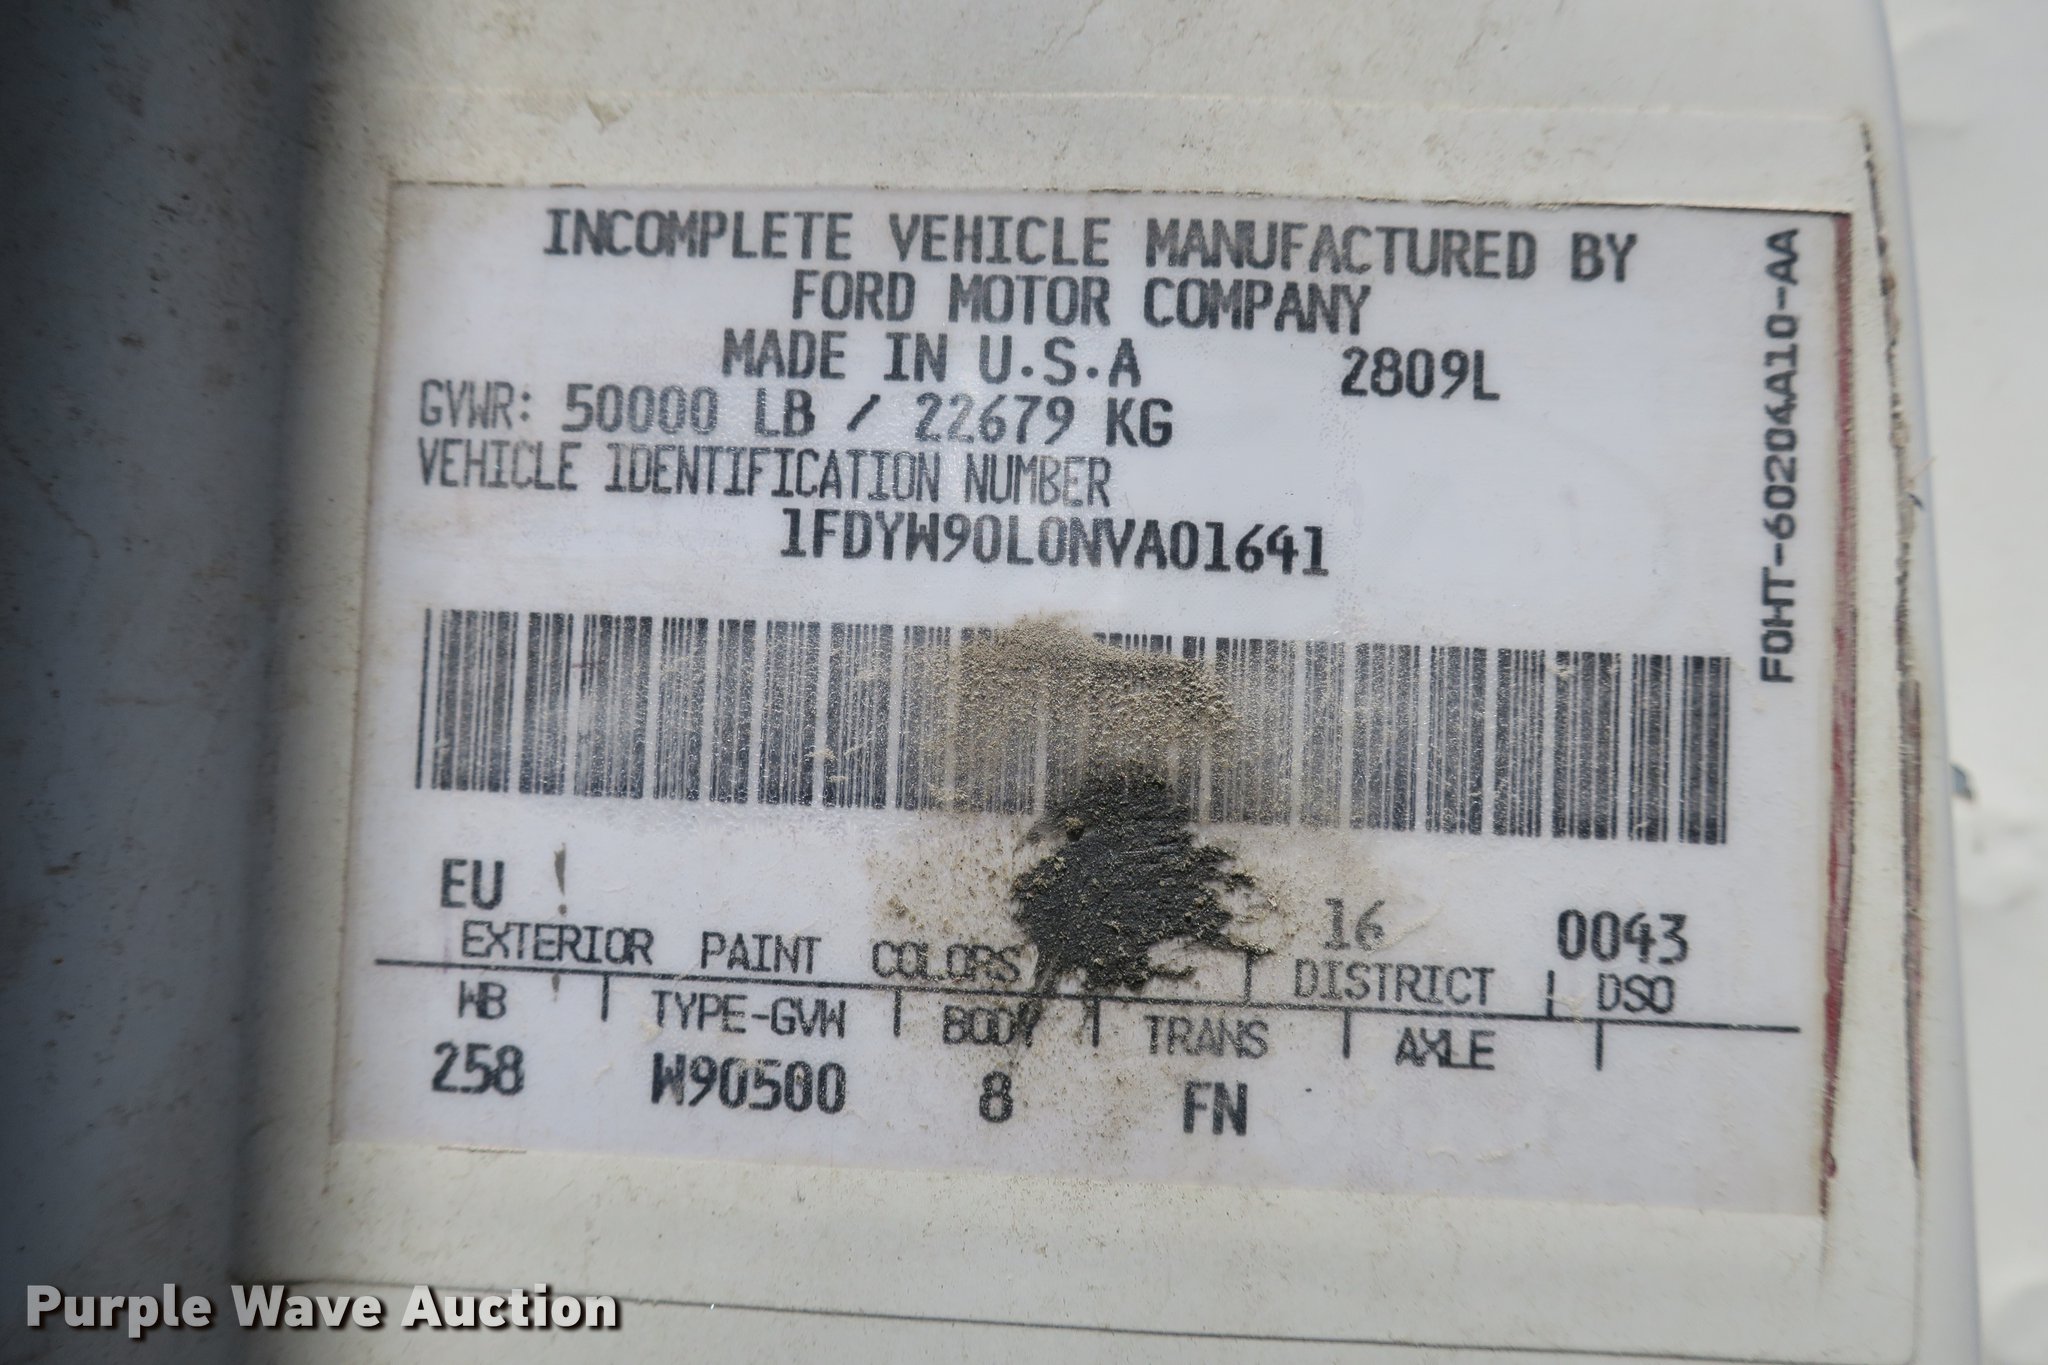 INCOMPLETE VEHICLE MANUFACTURED BY
FORD MOTOR COMPANY
MADE IN U.S.A 2809L
GVWR: 50000 LB / 22679 KG
VEHICLE IDENTIFICATION NUMBER
1FDYW90L0NVA01641
F0HT-60204A10-AA
EU 16 0043
EXTERIOR PAINT COLORS | DISTRICT | DSO
WB | TYPE-GVW | BODY | TRANS | AXLE |
258 W90500 8 FN
Purple Wave Auction